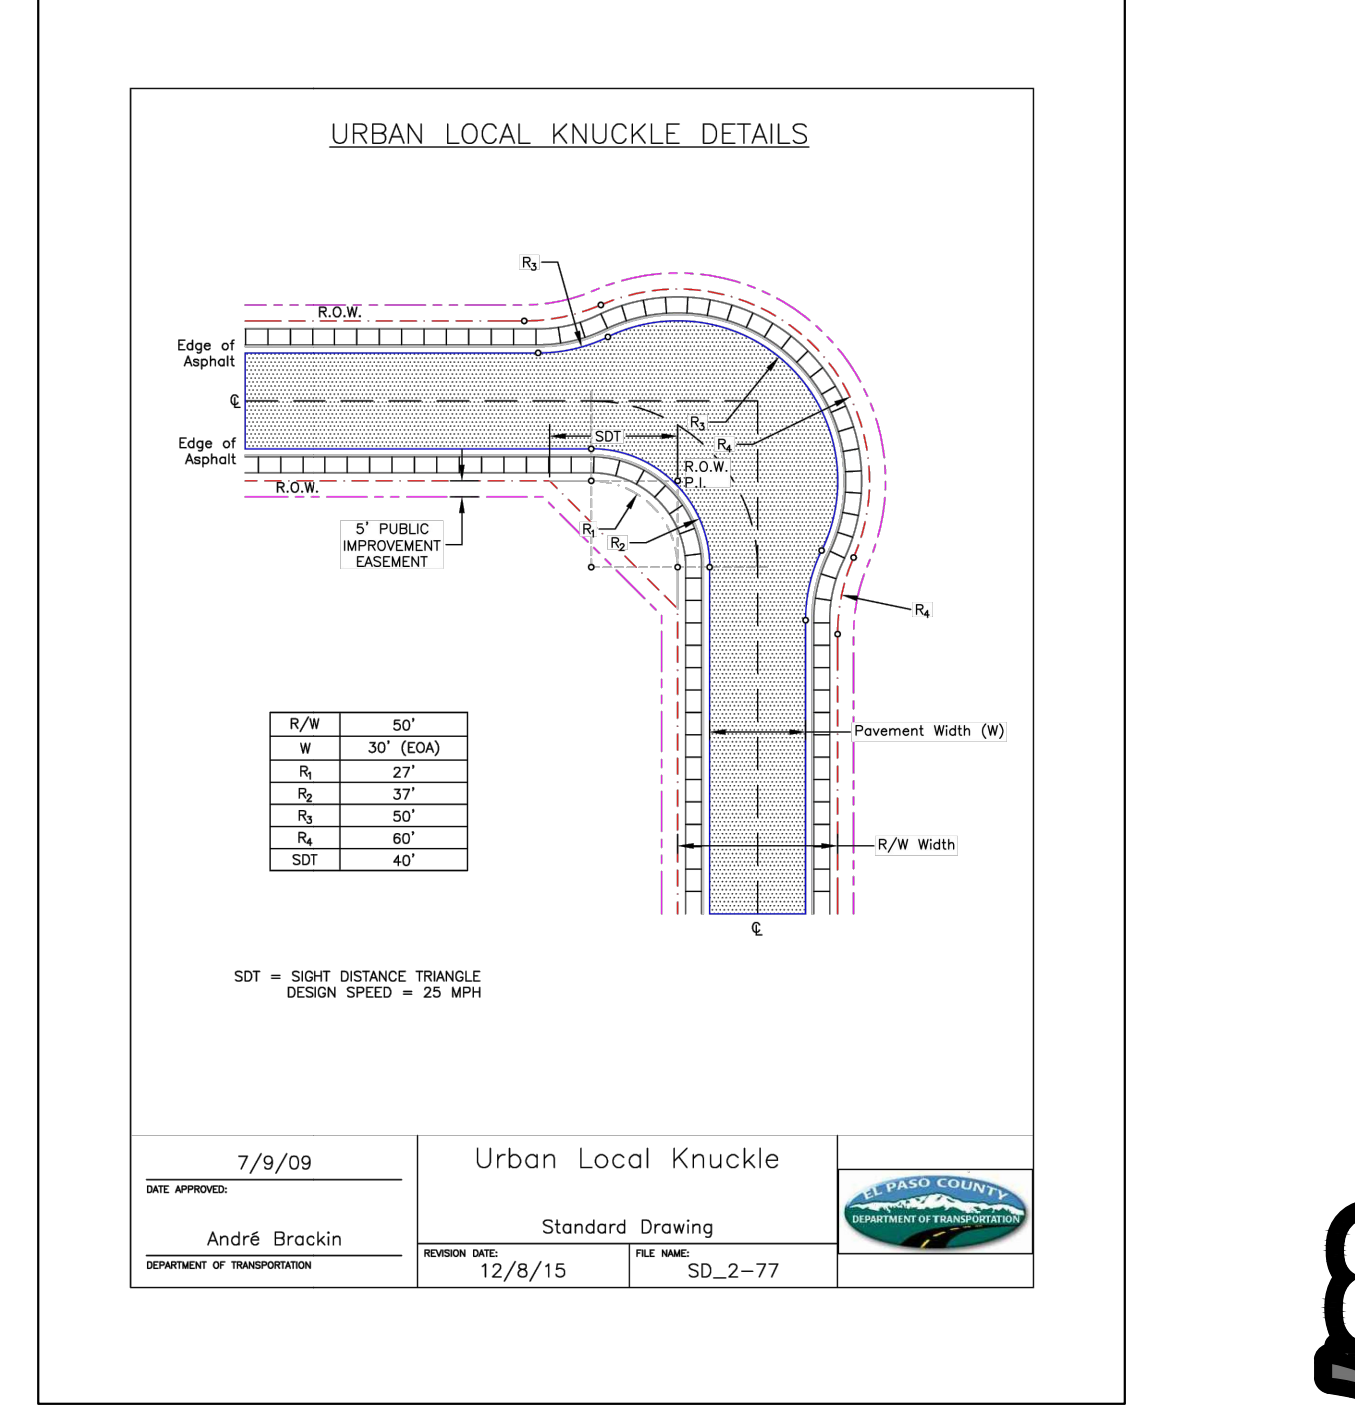 URBAN LOCAL KNUCKLE DETAILS
R3
R.O.W.
Edge of
Asphalt
℄
R3
SDT
R4
Edge of
Asphalt
R.O.W.
P.I.
R.O.W.
R1
R2
5' PUBLIC
IMPROVEMENT
EASEMENT
R4
R/W 50'
W 30' (EOA)
R1 27'
R2 37'
R3 50'
R4 60'
SDT 40'
Pavement Width (W)
R/W Width
℄
SDT = SIGHT DISTANCE TRIANGLE
DESIGN SPEED = 25 MPH
7/9/09
DATE APPROVED:
André Brackin
DEPARTMENT OF TRANSPORTATION
Urban Local Knuckle
Standard Drawing
REVISION DATE:
12/8/15
FILE NAME:
SD_2-77
EL PASO COUNTY
DEPARTMENT OF TRANSPORTATION